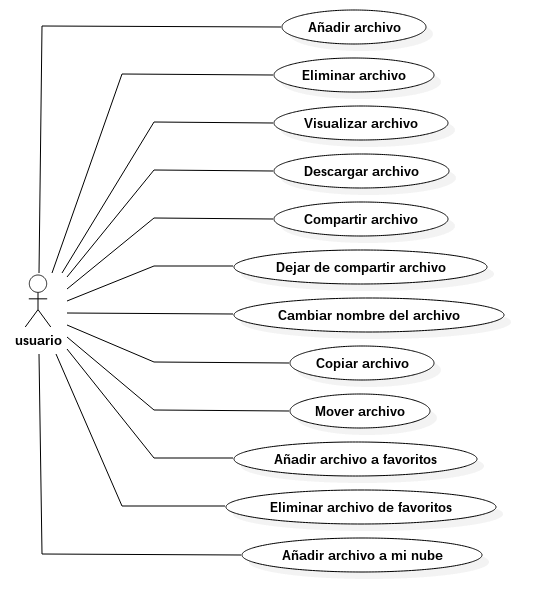 Añadir archivo
Eliminar archivo
Visualizar archivo
Descargar archivo
Compartir archivo
Dejar de compartir archivo
Cambiar nombre del archivo
usuario
Copiar archivo
Mover archivo
Añadir archivo a favoritos
Eliminar archivo de favoritos
Añadir archivo a mi nube